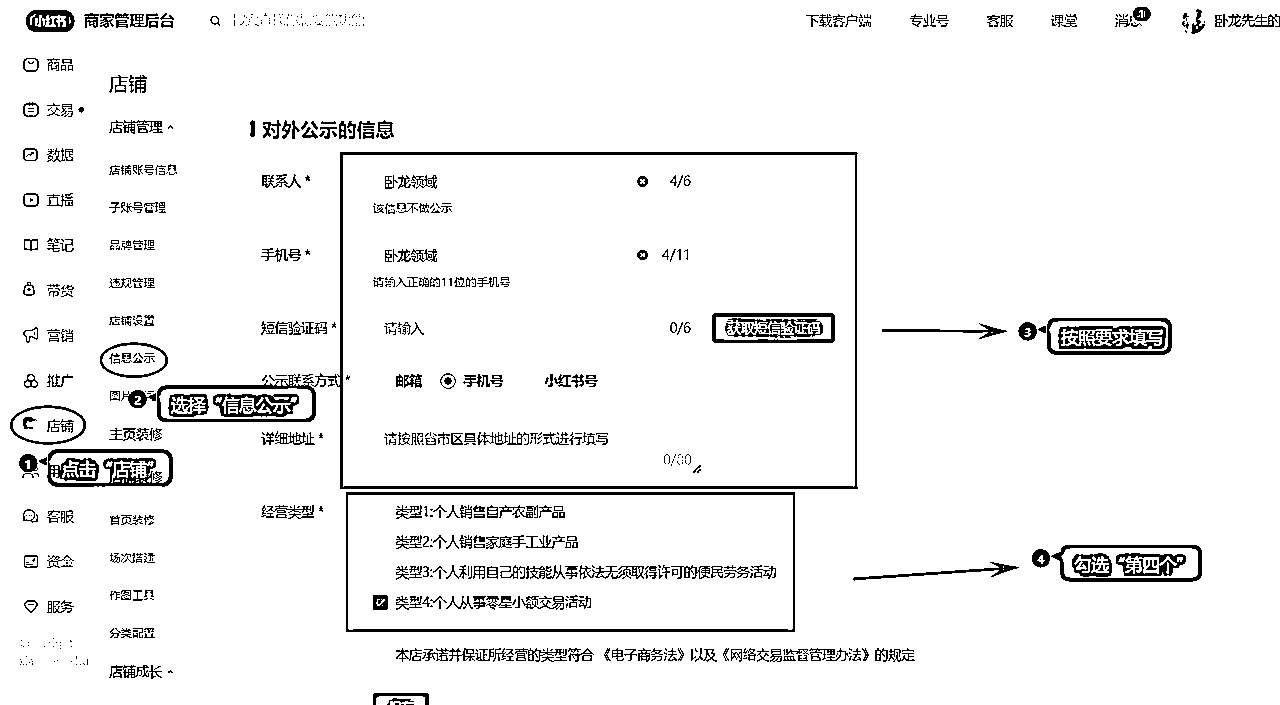 小红书 商家管理后台
下载客户端 专业号 客服 课堂 消息 卧龙先生的
商品
交易
数据
直播
笔记
带货
营销
推广
店铺
客服
资金
服务
店铺
店铺管理
店铺账号信息
子账号管理
品牌管理
违规管理
店铺设置
信息公示
图片
主页装修
装修
首页装修
场次搭建
作图工具
分类配置
店铺成长
1 点击“店铺”
2 选择“信息公示”
对外公示的信息
联系人 * 卧龙领域 4/6
该信息不做公示
手机号 * 卧龙领域 4/11
请输入正确的11位的手机号
短信验证码 * 请输入 0/6 获取短信验证码
公示联系方式 * 邮箱 手机号 小红书号
详细地址 * 请按照省市区具体地址的形式进行填写
0/60
3 按照要求填写
经营类型 * 类型1:个人销售自产农副产品
类型2:个人销售家庭手工业产品
类型3:个人利用自己的技能从事依法无须取得许可的便民劳务活动
类型4:个人从事零星小额交易活动
4 勾选“第四个”
本店承诺并保证所经营的类型符合《电子商务法》以及《网络交易监督管理办法》的规定